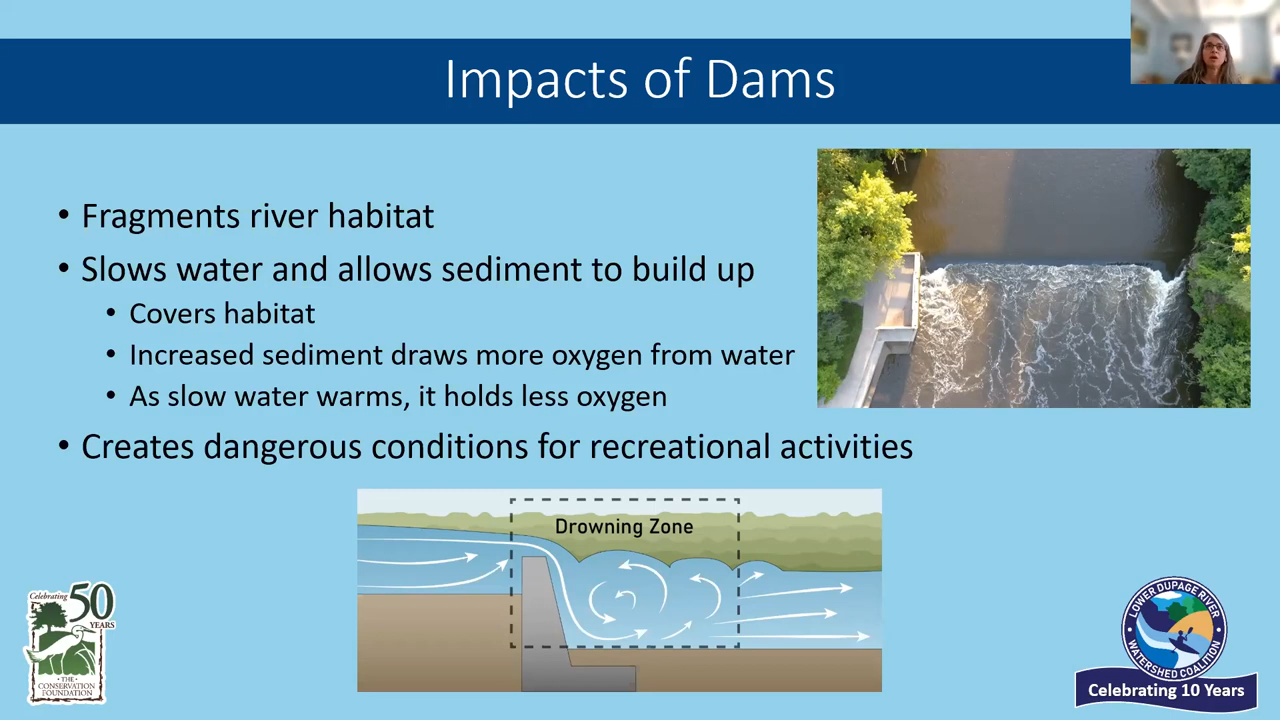 Impacts of Dams
• Fragments river habitat
• Slows water and allows sediment to build up
• Covers habitat
• Increased sediment draws more oxygen from water
• As slow water warms, it holds less oxygen
• Creates dangerous conditions for recreational activities
Drowning Zone
Celebrating 50
YEARS
• THE •
CONSERVATION
FOUNDATION
LOWER DUPAGE RIVER
• WATERSHED COALITION •
Celebrating 10 Years